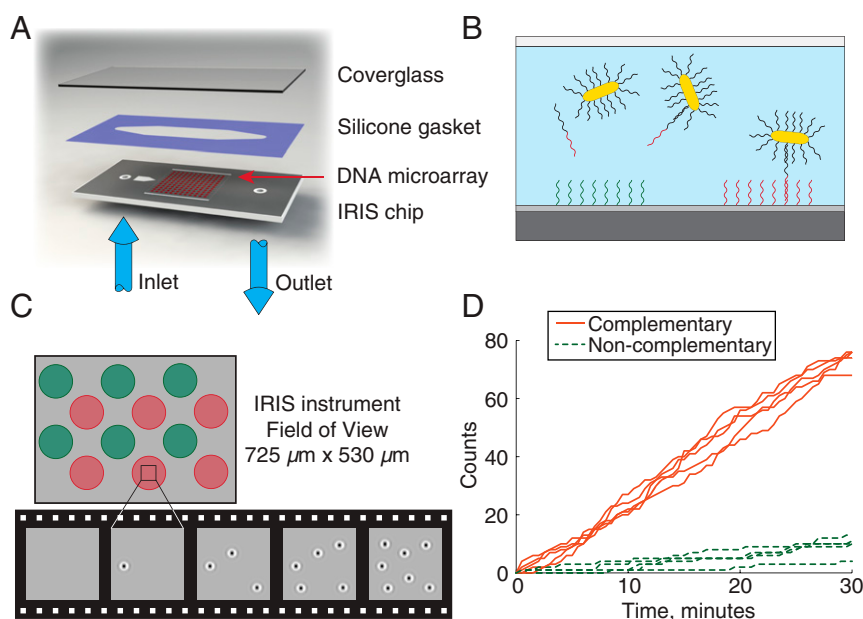 A
Coverglass
Silicone gasket
DNA microarray
IRIS chip
Inlet
Outlet
B
C
IRIS instrument
Field of View
725 µm x 530 µm
D
Complementary
Non-complementary
80
60
40
20
0
Counts
0
10
20
30
Time, minutes